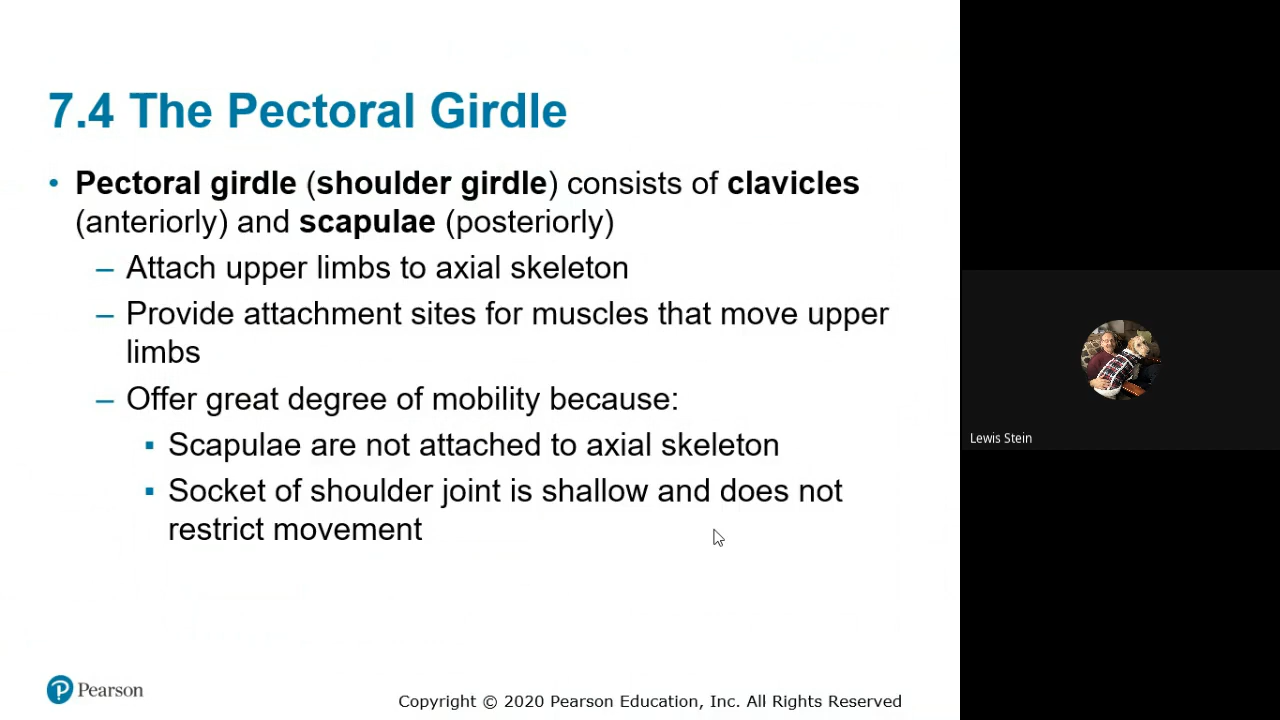 7.4 The Pectoral Girdle
• Pectoral girdle (shoulder girdle) consists of clavicles
(anteriorly) and scapulae (posteriorly)
– Attach upper limbs to axial skeleton
– Provide attachment sites for muscles that move upper
limbs
– Offer great degree of mobility because:
▪ Scapulae are not attached to axial skeleton
▪ Socket of shoulder joint is shallow and does not
restrict movement
Lewis Stein
P Pearson
Copyright © 2020 Pearson Education, Inc. All Rights Reserved